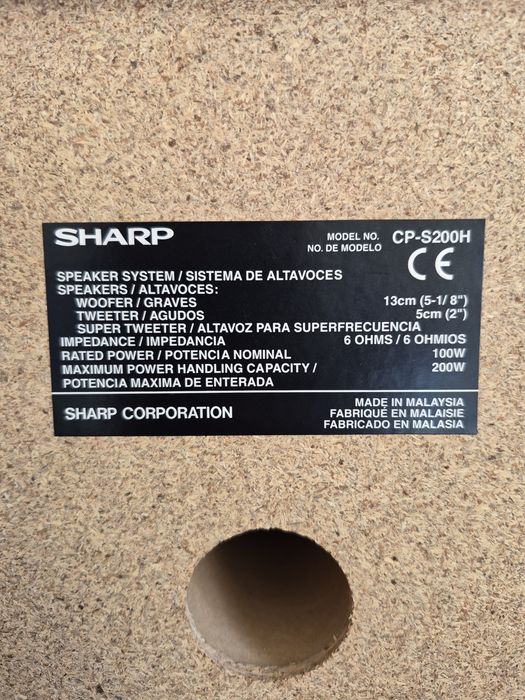 SHARP
MODEL NO. CP-S200H
NO. DE MODELO
CE
SPEAKER SYSTEM / SISTEMA DE ALTAVOCES
SPEAKERS / ALTAVOCES:
WOOFER / GRAVES 13cm (5-1/ 8")
TWEETER / AGUDOS 5cm (2")
SUPER TWEETER / ALTAVOZ PARA SUPERFRECUENCIA
IMPEDANCE / IMPEDANCIA 6 OHMS / 6 OHMIOS
RATED POWER / POTENCIA NOMINAL 100W
MAXIMUM POWER HANDLING CAPACITY / 200W
POTENCIA MAXIMA DE ENTERADA
SHARP CORPORATION
MADE IN MALAYSIA
FABRIQUÉ EN MALAISIE
FABRICADO EN MALASIA